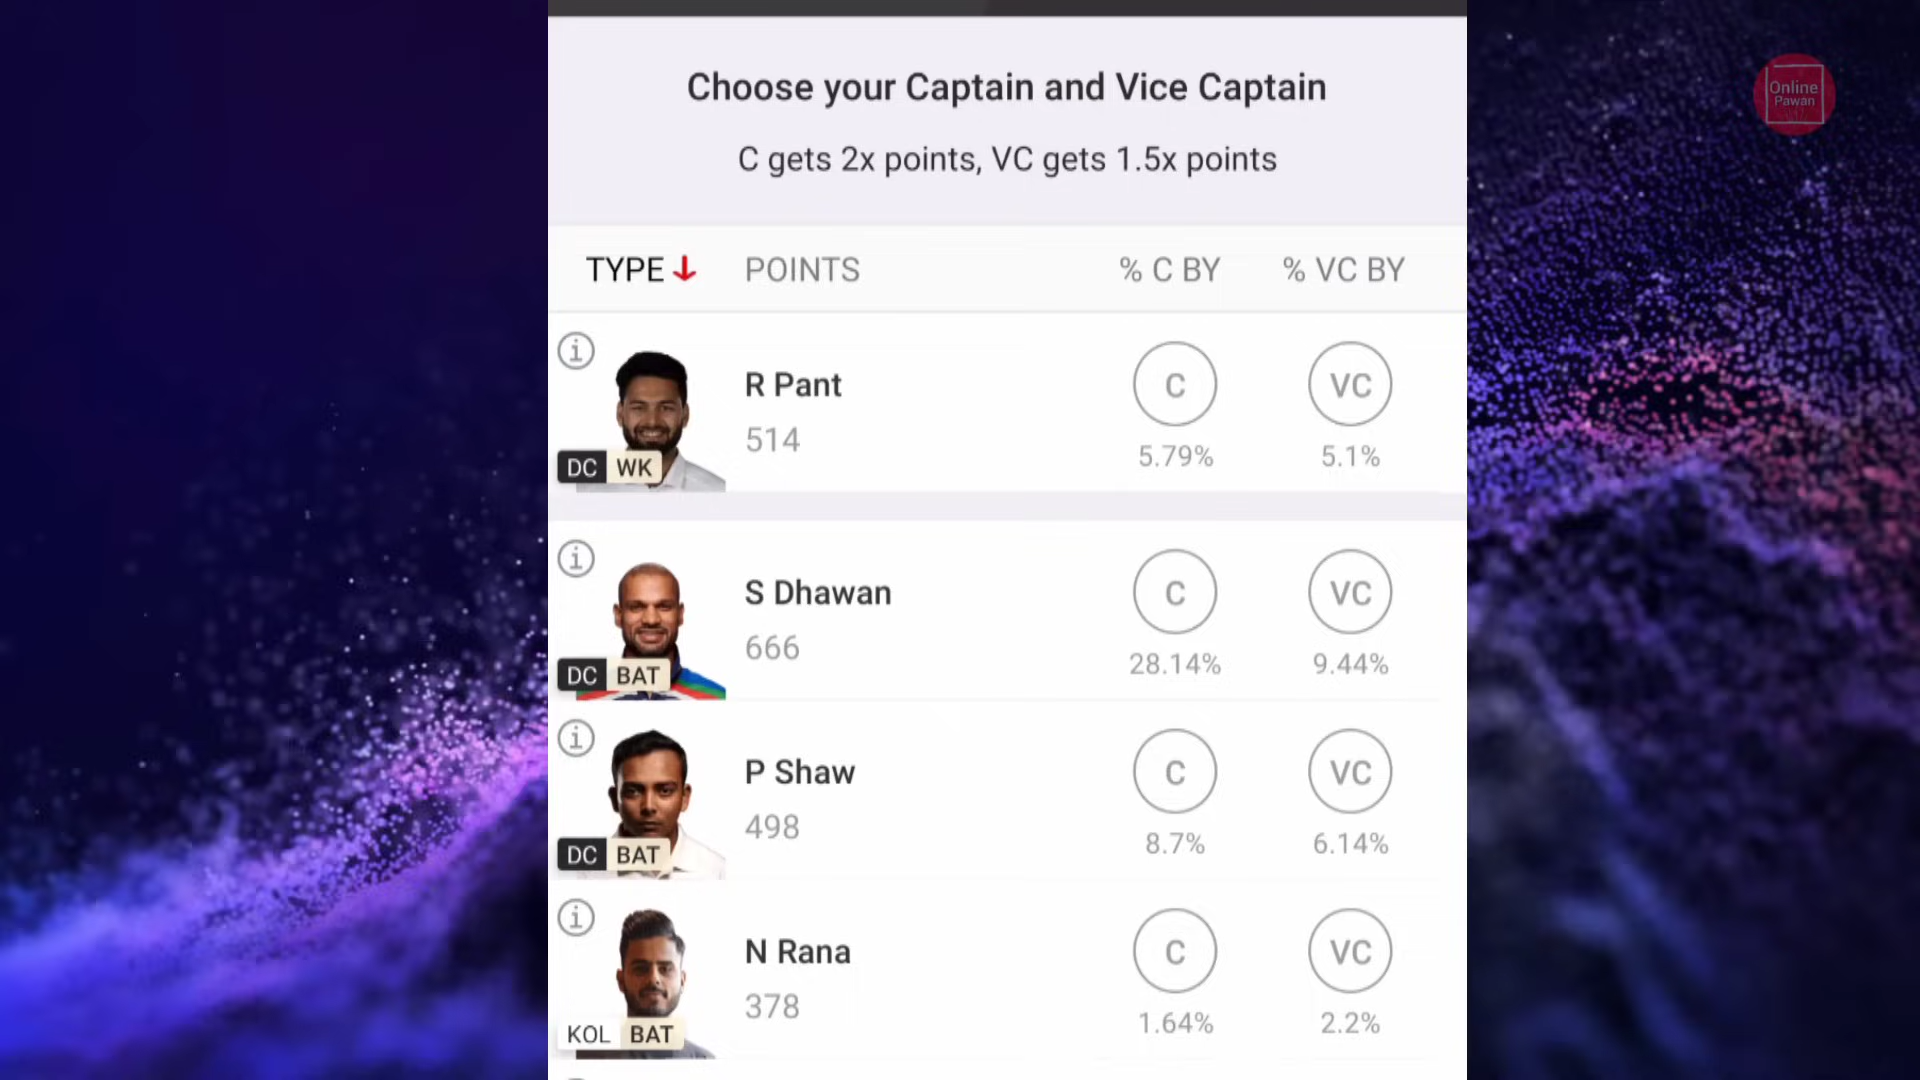 Online
Pawan
Choose your Captain and Vice Captain
C gets 2x points, VC gets 1.5x points
TYPE POINTS % C BY % VC BY
R Pant
514
DC WK
C VC
5.79% 5.1%
S Dhawan
666
DC BAT
C VC
28.14% 9.44%
P Shaw
498
DC BAT
C VC
8.7% 6.14%
N Rana
378
KOL BAT
C VC
1.64% 2.2%